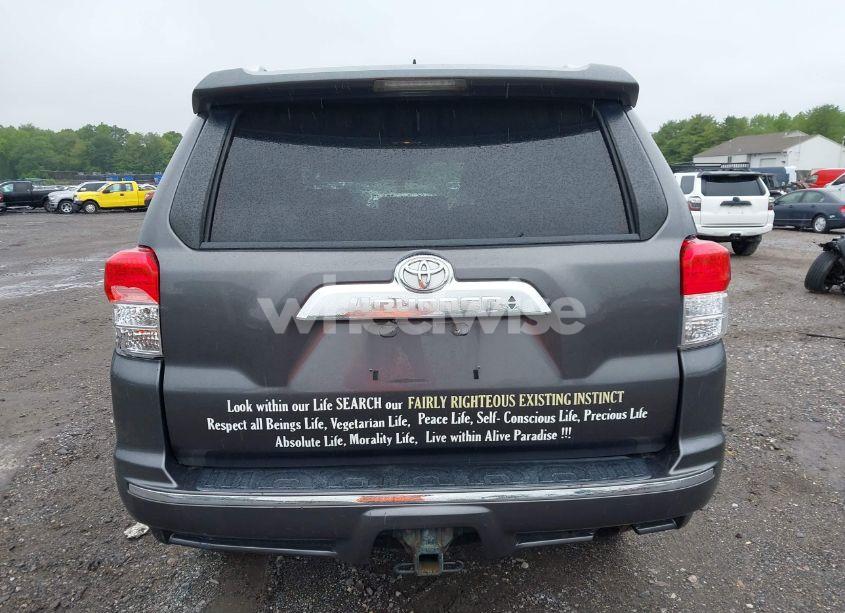 4RUNNER
wheelwise
Look within our Life SEARCH our FAIRLY RIGHTEOUS EXISTING INSTINCT
Respect all Beings Life, Vegetarian Life, Peace Life, Self- Conscious Life, Precious Life
Absolute Life, Morality Life, Live within Alive Paradise !!!